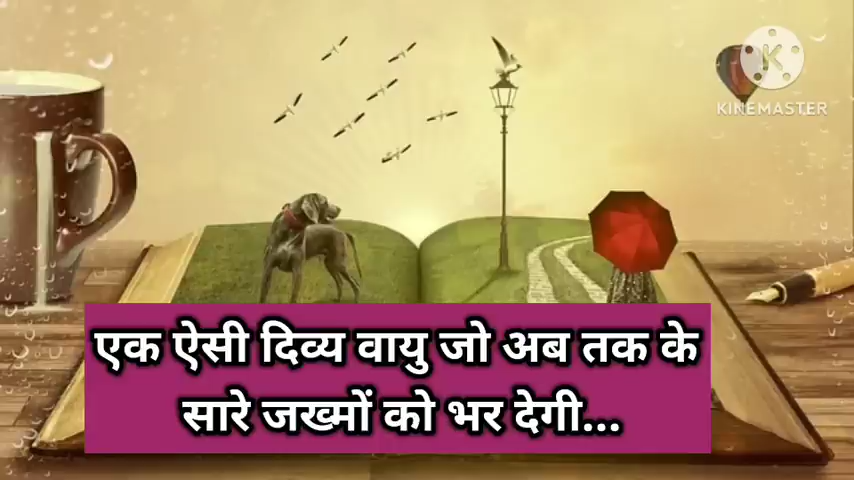 KINEMASTER
एक ऐसी दिव्य वायु जो अब तक के
सारे जख्मों को भर देगी...